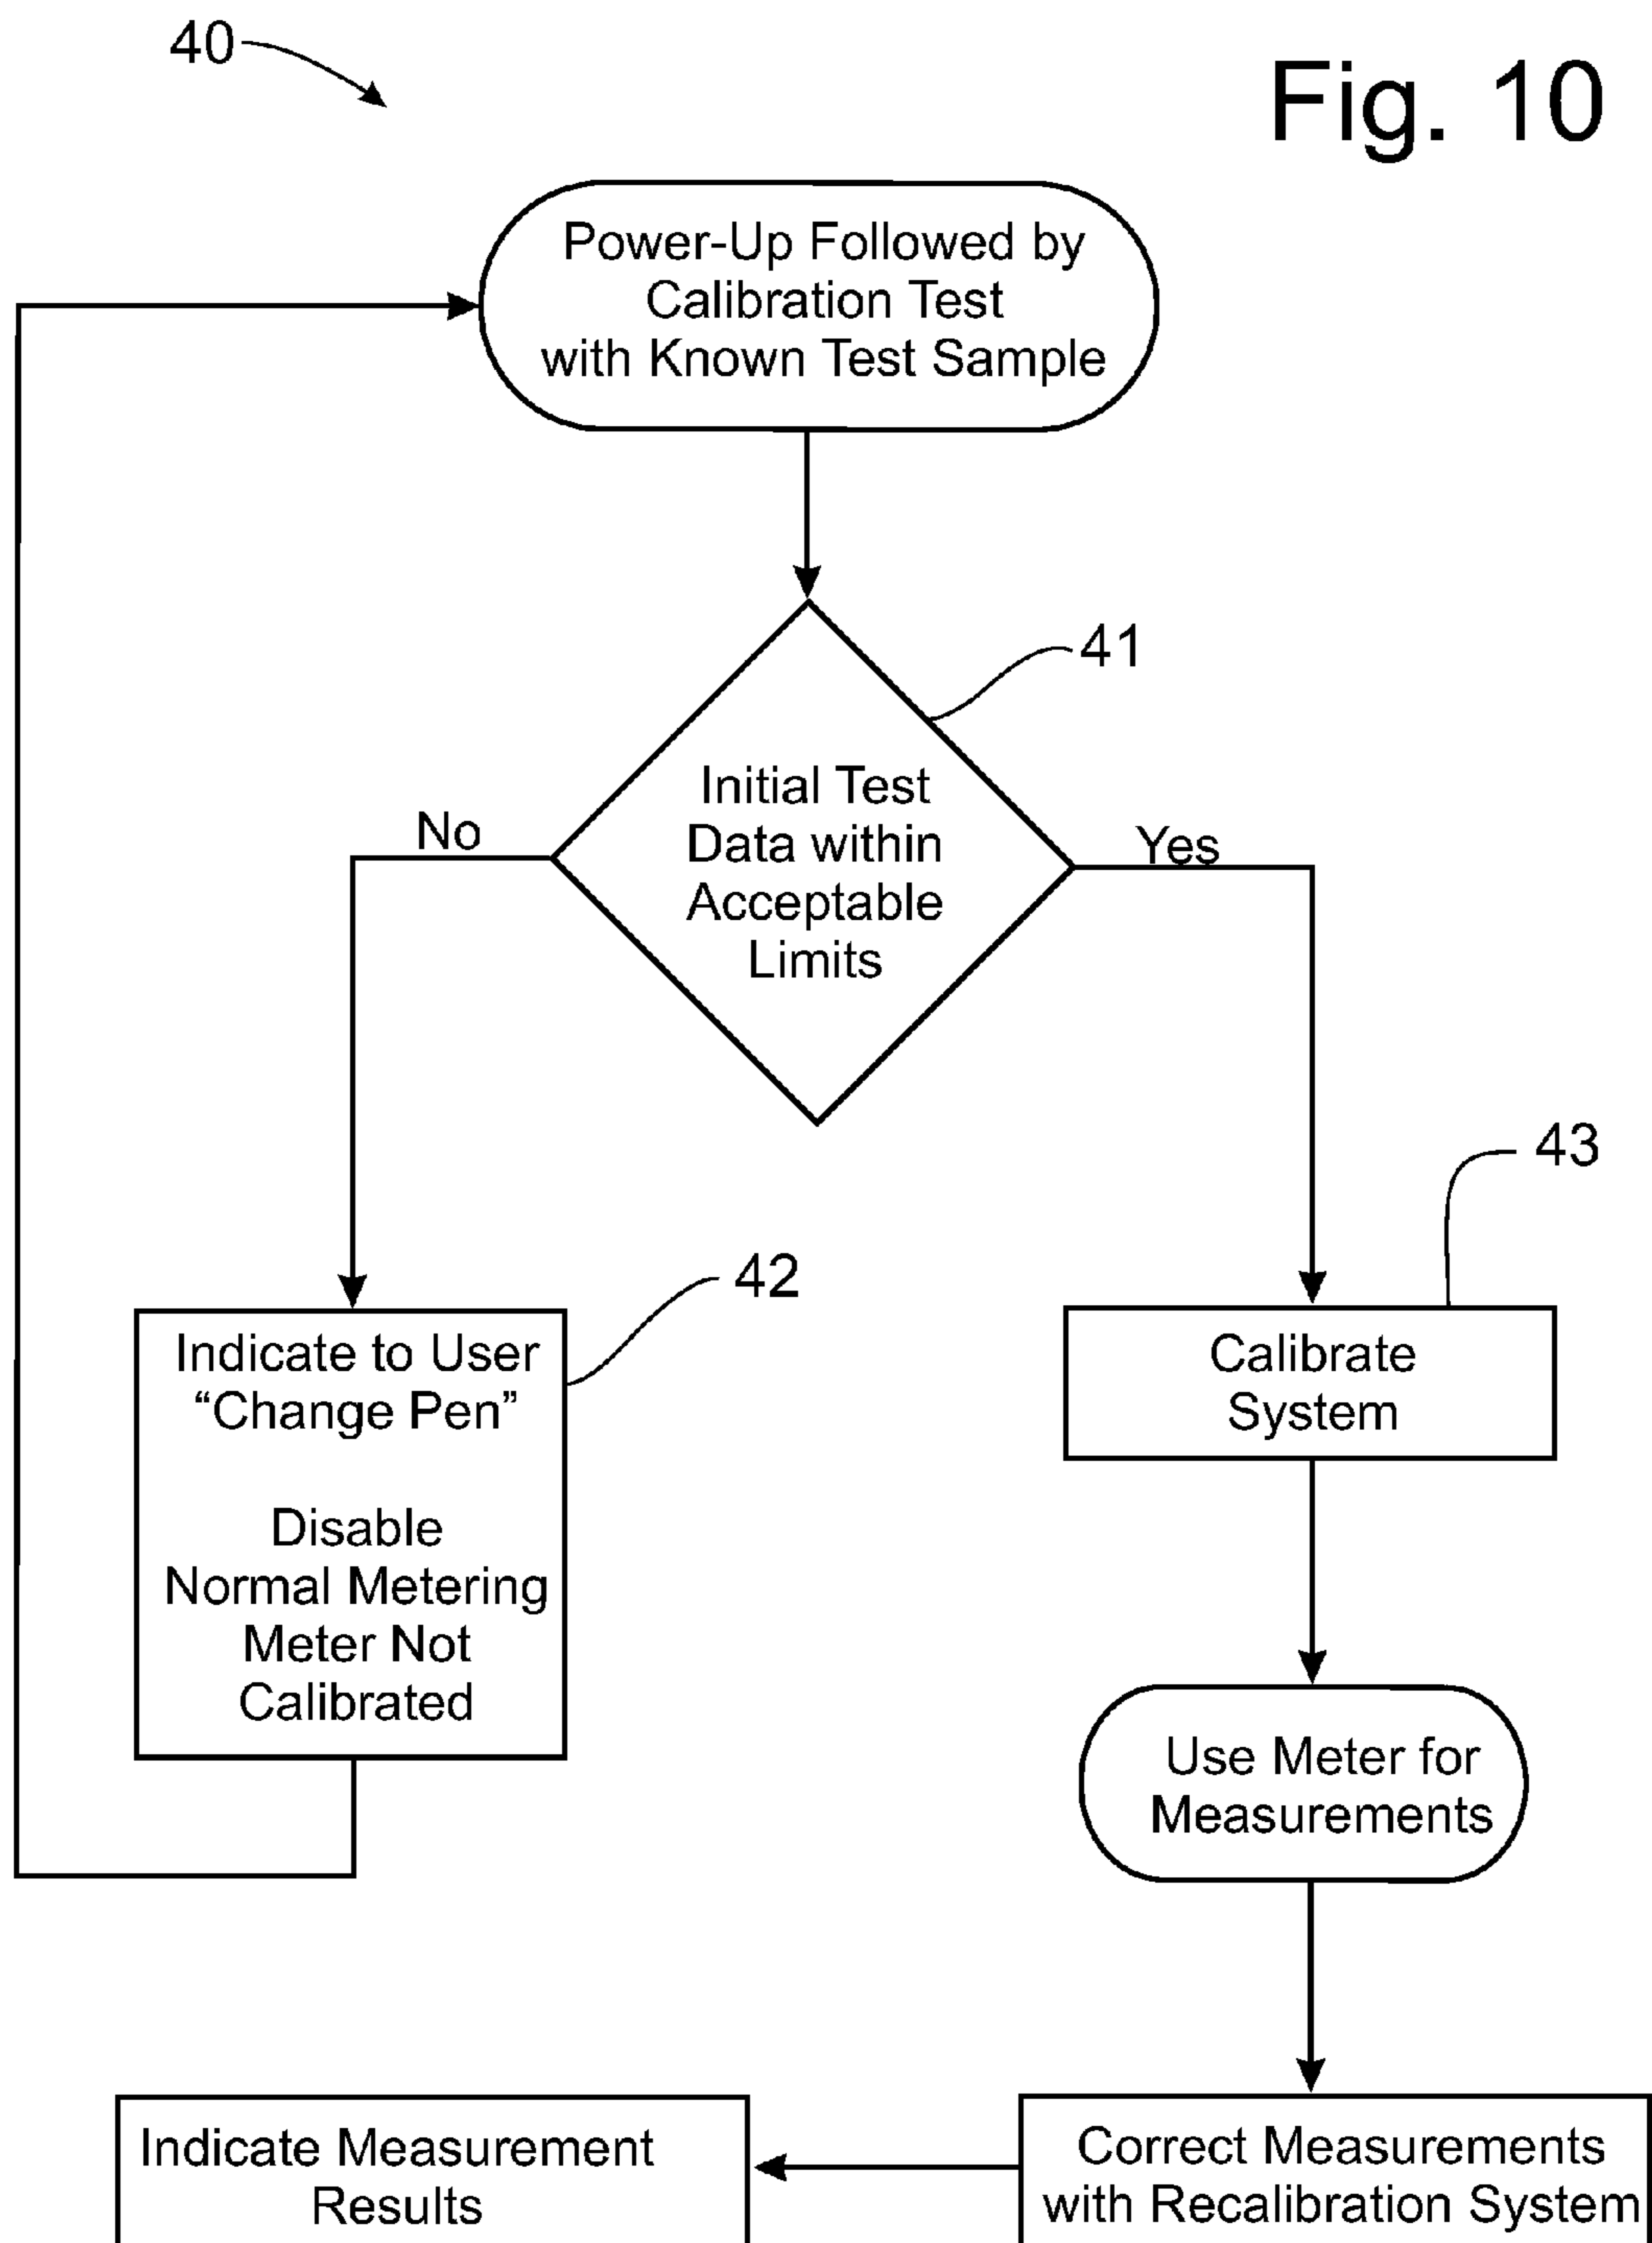 40
Fig. 10
Power-Up Followed by
Calibration Test
with Known Test Sample
41
Initial Test
Data within
Acceptable
Limits
No
Yes
42
Indicate to User
“Change Pen”
Disable
Normal Metering
Meter Not
Calibrated
43
Calibrate
System
Use Meter for
Measurements
Correct Measurements
with Recalibration System
Indicate Measurement
Results